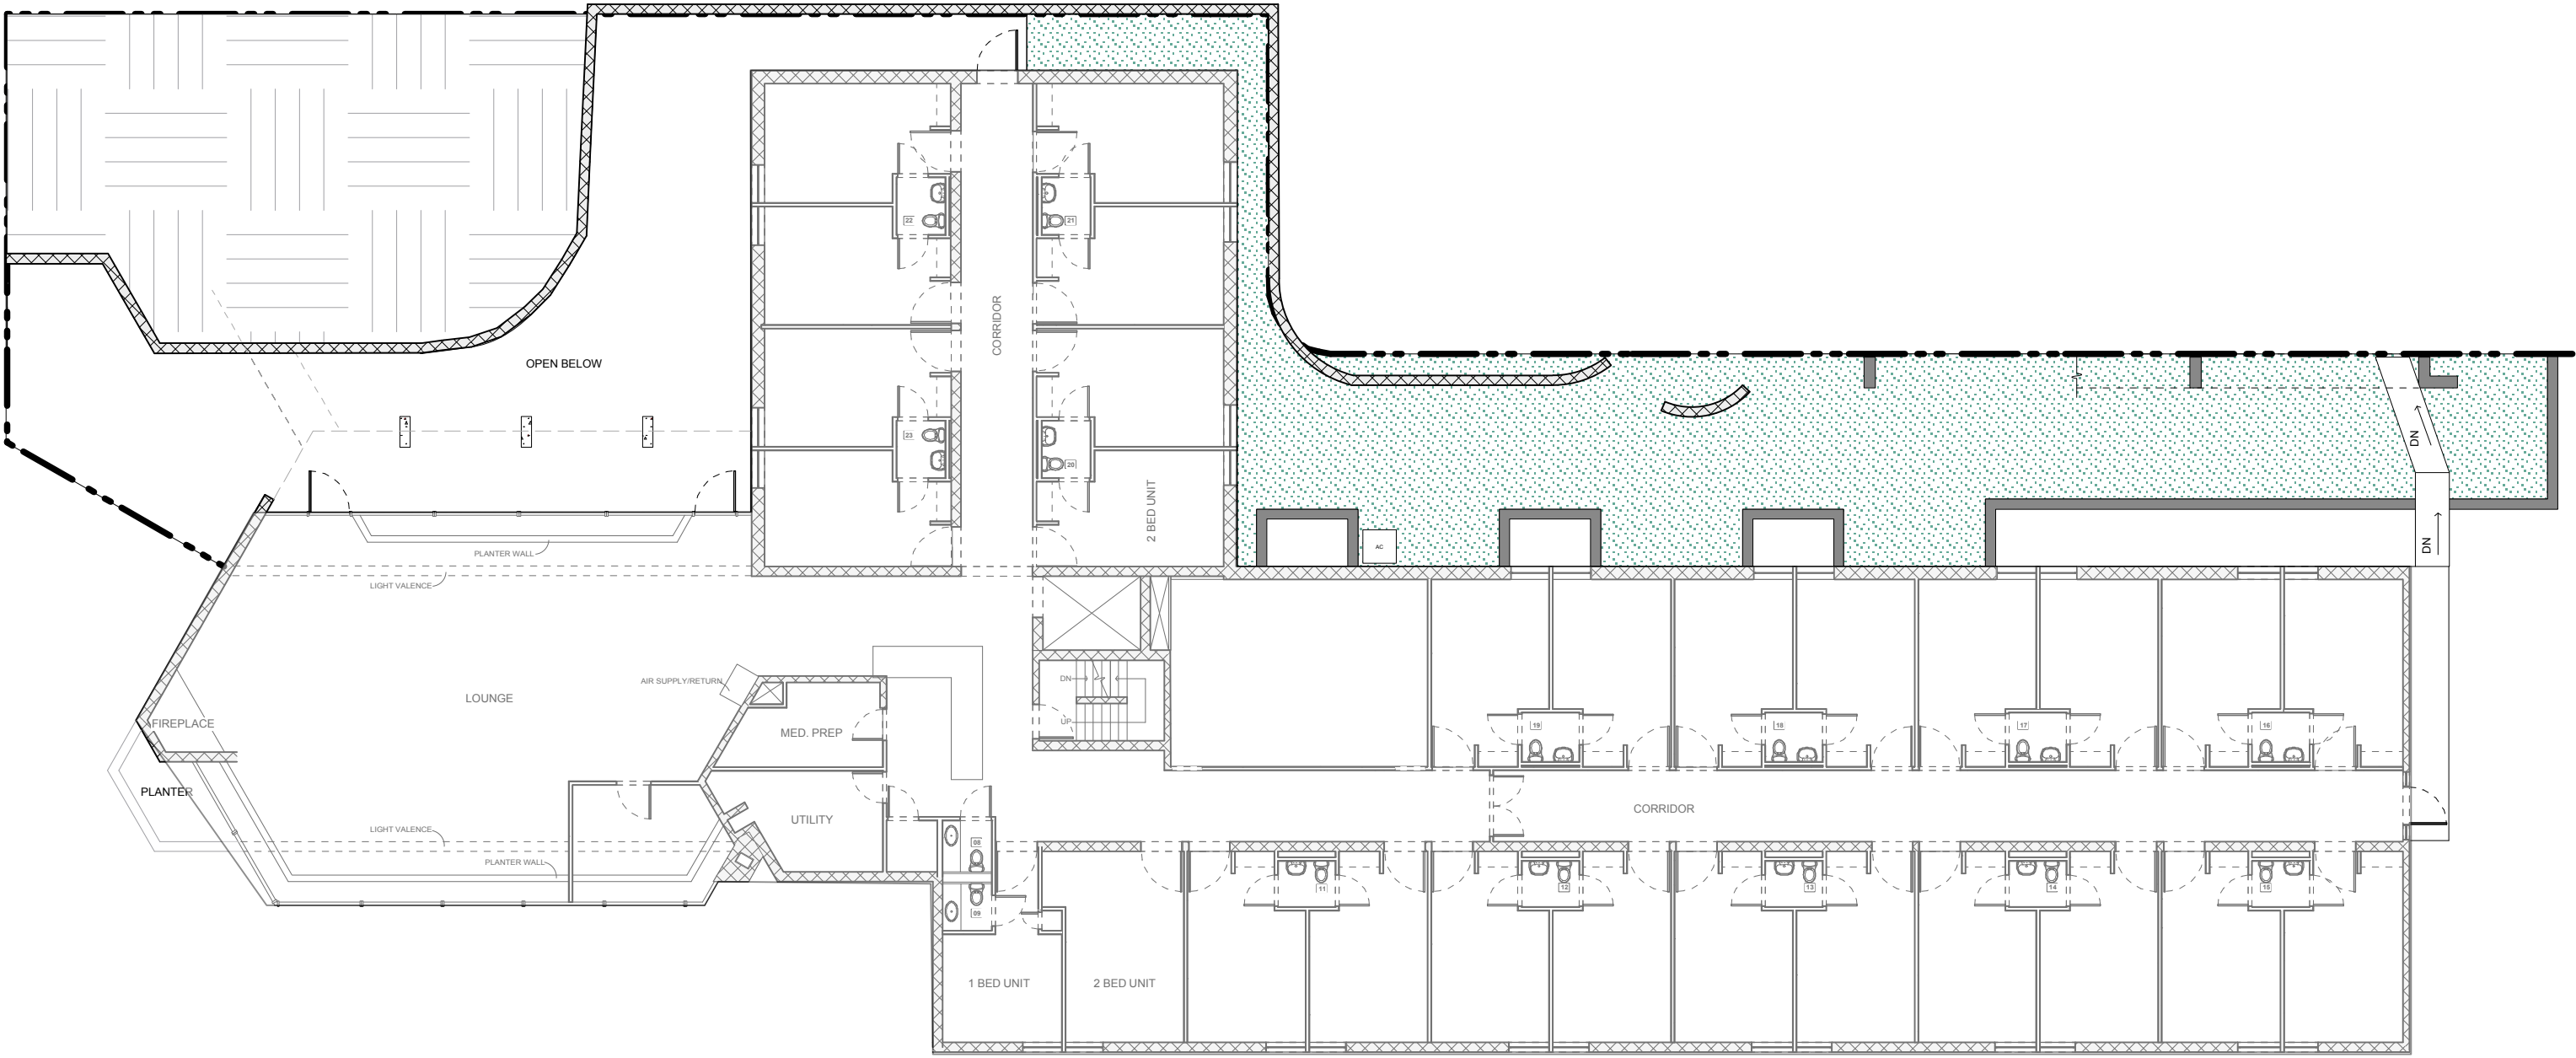 OPEN BELOW
22
21
CORRIDOR
23
20
2 BED UNIT
DN
DN
AC
PLANTER WALL
LIGHT VALENCE
AIR SUPPLY/RETURN
LOUNGE
DN
UP
FIREPLACE
MED. PREP
19
18
17
16
PLANTER
UTILITY
CORRIDOR
LIGHT VALENCE
PLANTER WALL
08
09
11
12
13
14
15
1 BED UNIT
2 BED UNIT